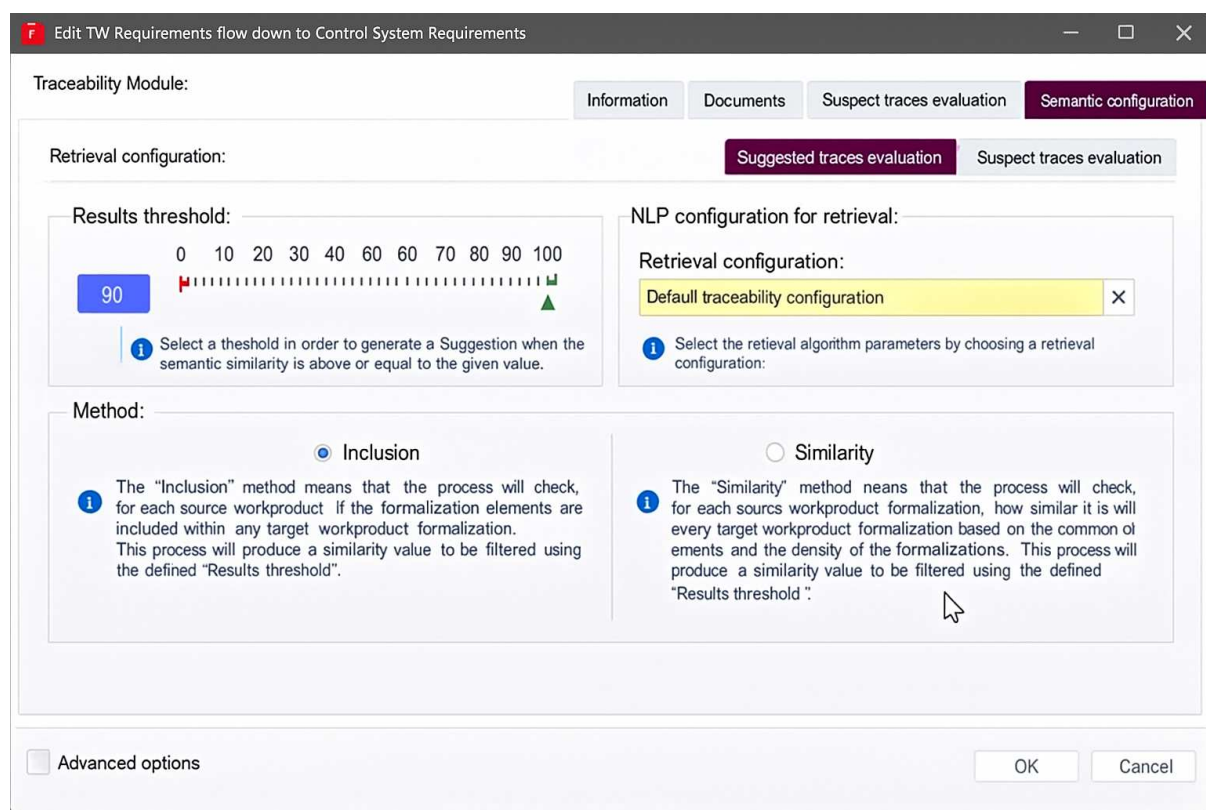 Edit TW Requirements flow down to Control System Requirements
Traceability Module:
Information Documents Suspect traces evaluation Semantic configuration
Retrieval configuration:
Suggested traces evaluation Suspect traces evaluation
Results threshold:
0 10 20 30 40 60 60 70 80 90 100
90
Select a theshold in order to generate a Suggestion when the
semantic similarity is above or equal to the given value.
NLP configuration for retrieval:
Retrieval configuration:
Default traceability configuration
Select the retieval algorithm parameters by choosing a retrieval
configuration:
Method:
Inclusion
The “Inclusion” method means that the process will check,
for each source workproduct If the formalization elements are
included within any target workproduct formalization.
This process will produce a similarity value to be filtered using
the defined “Results threshold”.
Similarity
The “Similarity” method neans that the process will check,
for each sourcs workproduct formalization, how similar it is will
every target workproduct formalization based on the common ol
ements and the density of the formalizations. This process will
produce a similarity value to be filtered using the defined
“Results threshold ”.
Advanced options
OK Cancel